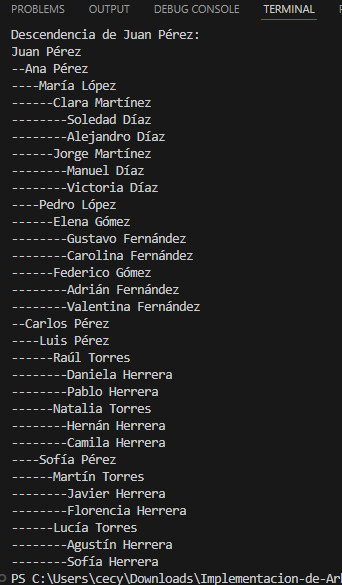 PROBLEMS OUTPUT DEBUG CONSOLE TERMINAL
Descendencia de Juan Pérez:
Juan Pérez
--Ana Pérez
----María López
------Clara Martínez
--------Soledad Díaz
--------Alejandro Díaz
------Jorge Martínez
--------Manuel Díaz
--------Victoria Díaz
----Pedro López
------Elena Gómez
--------Gustavo Fernández
--------Carolina Fernández
------Federico Gómez
--------Adrián Fernández
--------Valentina Fernández
--Carlos Pérez
----Luis Pérez
------Raúl Torres
--------Daniela Herrera
--------Pablo Herrera
------Natalia Torres
--------Hernán Herrera
--------Camila Herrera
----Sofía Pérez
------Martín Torres
--------Javier Herrera
--------Florencia Herrera
------Lucía Torres
--------Agustín Herrera
--------Sofía Herrera
PS C:\Users\cecy\Downloads\Implementacion-de-Ar